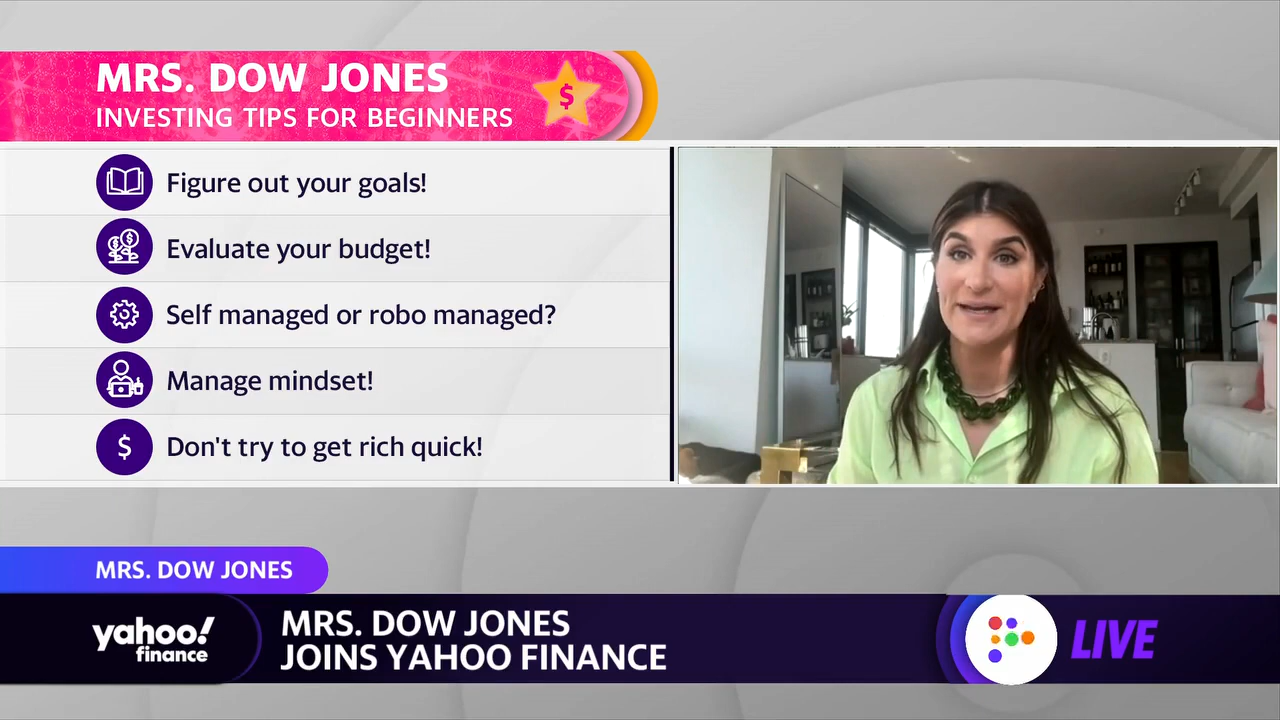 MRS. DOW JONES
INVESTING TIPS FOR BEGINNERS
$
Figure out your goals!
Evaluate your budget!
Self managed or robo managed?
Manage mindset!
$ Don't try to get rich quick!
MRS. DOW JONES
yahoo!
finance
MRS. DOW JONES
JOINS YAHOO FINANCE
LIVE